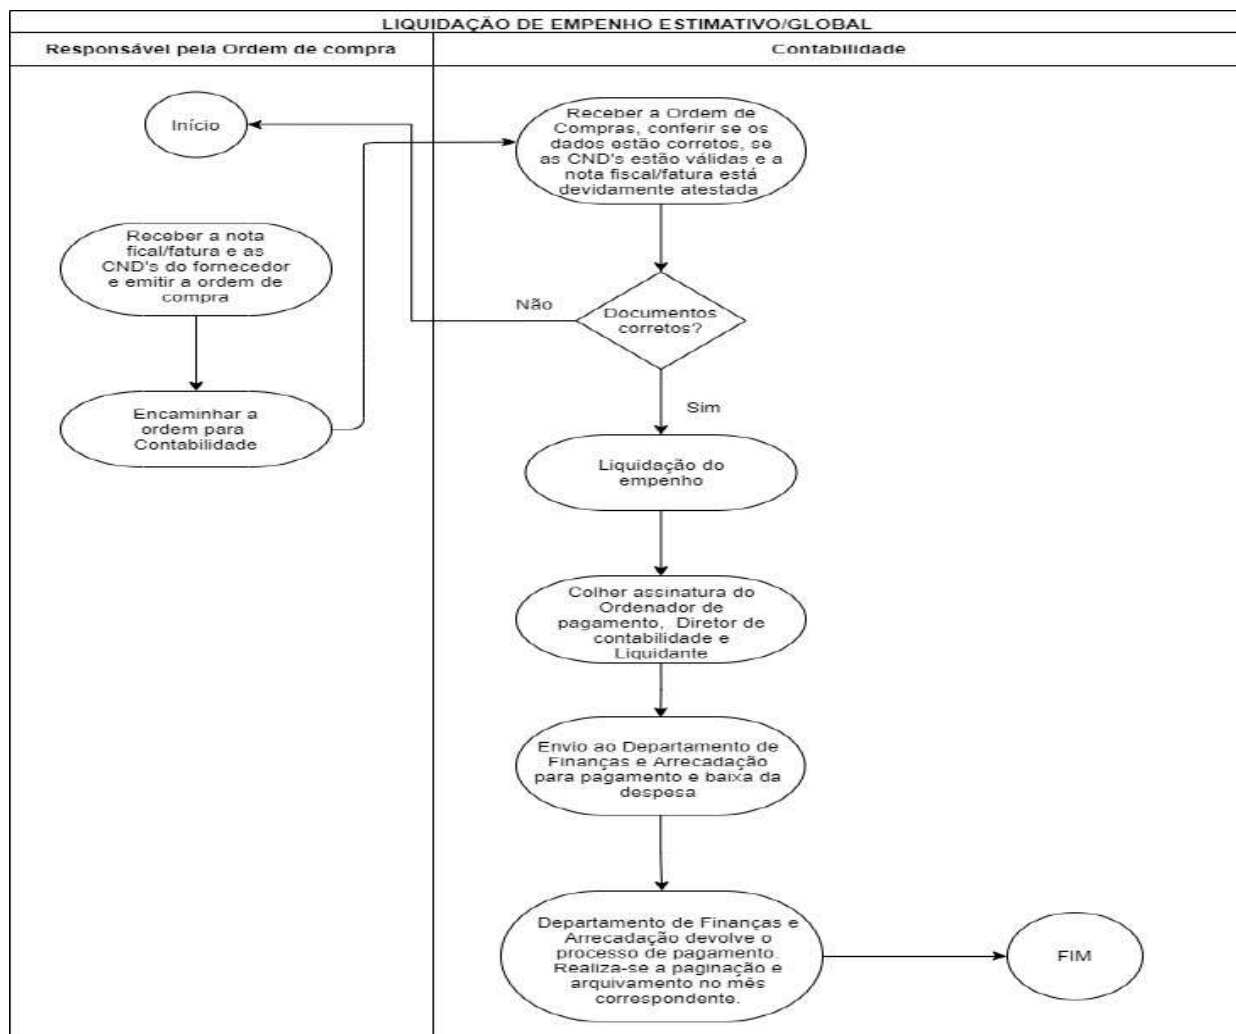 LIQUIDAÇÃO DE EMPENHO ESTIMATIVO/GLOBAL
Responsável pela Ordem de compra
Contabilidade
Início
Receber a nota
fical/fatura e as
CND's do fornecedor
e emitir a ordem de
compra
Encaminhar a
ordem para
Contabilidade
Receber a Ordem de
Compras, conferir se os
dados estão corretos, se
as CND's estão válidas e a
nota fiscal/fatura está
devidamente atestada
Não
Documentos
corretos?
Sim
Liquidação do
empenho
Colher assinatura do
Ordenador de
pagamento, Diretor de
contabilidade e
Liquidante
Envio ao Departamento de
Finanças e Arrecadação
para pagamento e baixa da
despesa
Departamento de Finanças e
Arrecadação devolve o
processo de pagamento.
Realiza-se a paginação e
arquivamento no mês
correspondente.
FIM